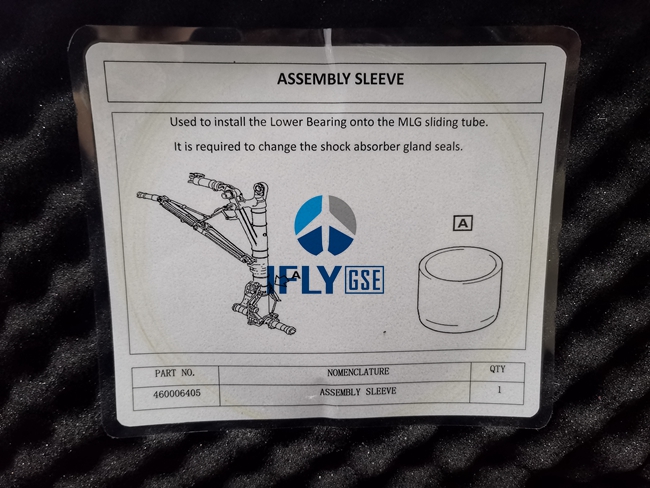 ASSEMBLY SLEEVE
Used to install the Lower Bearing onto the MLG sliding tube.
It is required to change the shock absorber gland seals.
A
A
IFLY GSE
PART NO. NOMENCLATURE QTY
460006405 ASSEMBLY SLEEVE 1